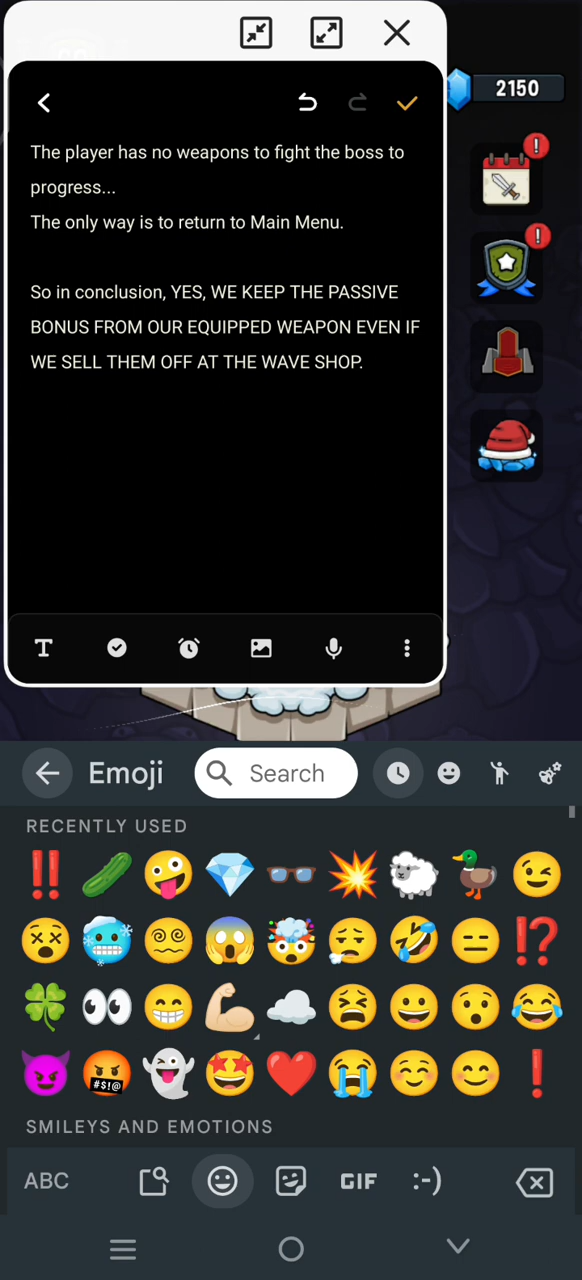 2150
The player has no weapons to fight the boss to
progress...
The only way is to return to Main Menu.
So in conclusion, YES, WE KEEP THE PASSIVE
BONUS FROM OUR EQUIPPED WEAPON EVEN IF
WE SELL THEM OFF AT THE WAVE SHOP.
T
Emoji
Search
RECENTLY USED
#$!@
SMILEYS AND EMOTIONS
ABC
GIF
:-)